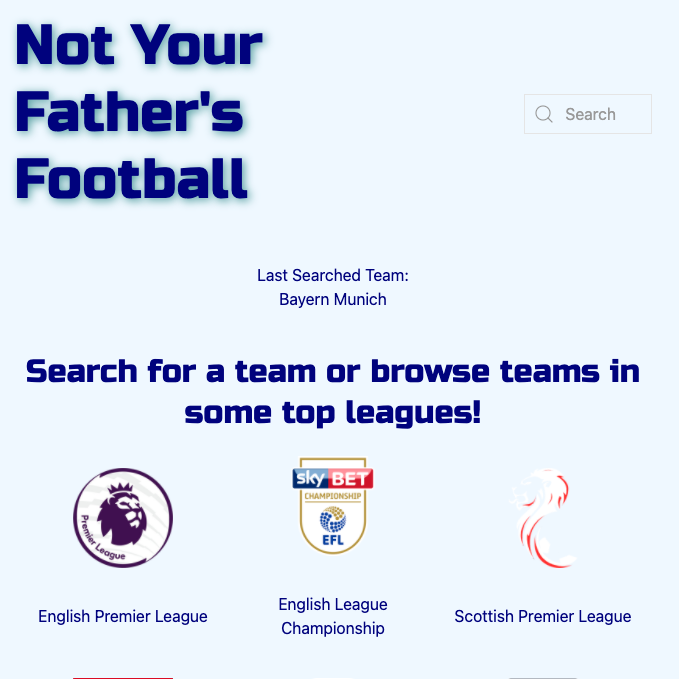 Not Your
Father's
Football
Search
Last Searched Team:
Bayern Munich
Search for a team or browse teams in
some top leagues!
Premier League
sky BET
CHAMPIONSHIP
EFL
English Premier League
English League
Championship
Scottish Premier League